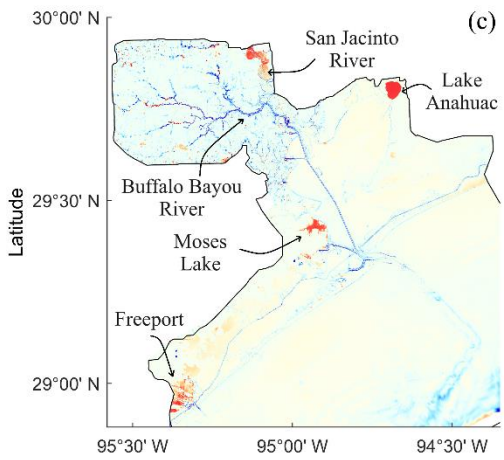 (c)
30°00' N
San Jacinto
River
Lake
Anahuac
Buffalo Bayou
River
29°30' N
Latitude
Moses
Lake
Freeport
29°00' N
95°30' W
95°00' W
94°30' W